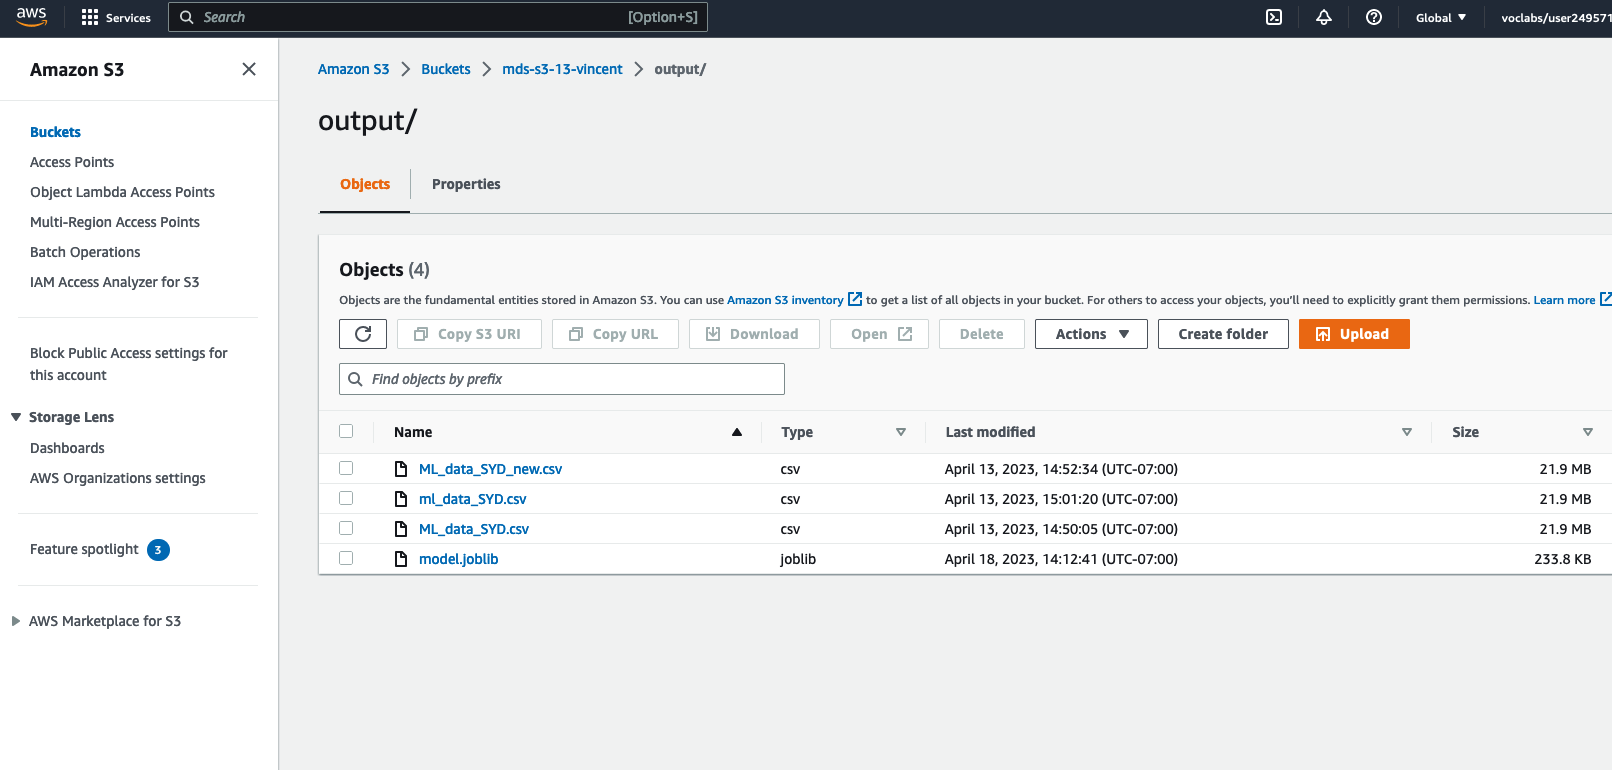 aws Services Search [Option+S] Global voclabs/user249571
Amazon S3
Buckets
Access Points
Object Lambda Access Points
Multi-Region Access Points
Batch Operations
IAM Access Analyzer for S3
Block Public Access settings for
this account
Storage Lens
Dashboards
AWS Organizations settings
Feature spotlight 3
AWS Marketplace for S3
Amazon S3 Buckets mds-s3-13-vincent output/
output/
Objects Properties
Objects (4)
Objects are the fundamental entities stored in Amazon S3. You can use Amazon S3 inventory to get a list of all objects in your bucket. For others to access your objects, you'll need to explicitly grant them permissions. Learn more
Copy S3 URI Copy URL Download Open Delete Actions Create folder Upload
Find objects by prefix
Name Type Last modified Size
ML_data_SYD_new.csv csv April 13, 2023, 14:52:34 (UTC-07:00) 21.9 MB
ml_data_SYD.csv csv April 13, 2023, 15:01:20 (UTC-07:00) 21.9 MB
ML_data_SYD.csv csv April 13, 2023, 14:50:05 (UTC-07:00) 21.9 MB
model.joblib joblib April 18, 2023, 14:12:41 (UTC-07:00) 233.8 KB